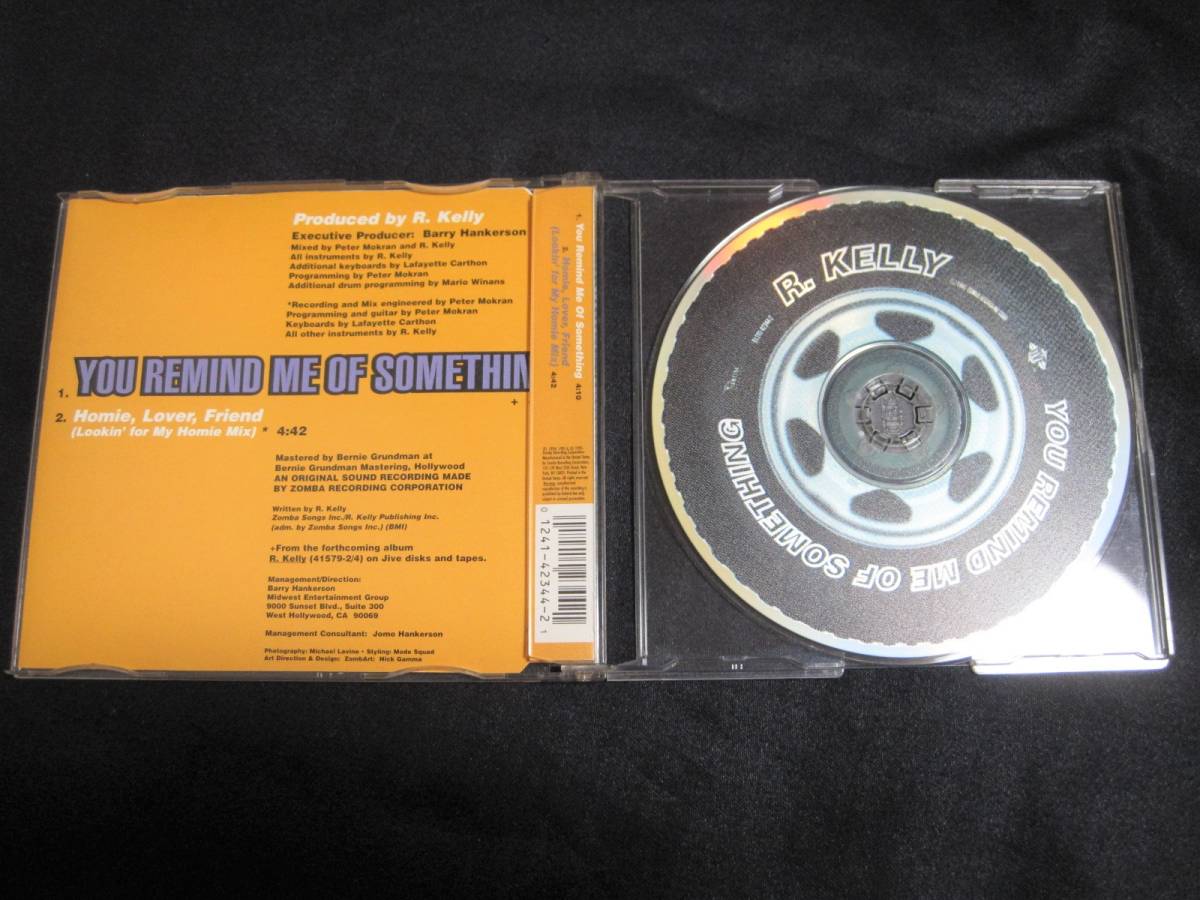 Produced by R. Kelly
Executive Producer: Barry Hankerson
Mixed by Peter Mokran and R. Kelly
All instruments by R. Kelly
Additional keyboards by Lafayette Carthon
Programming by Peter Mokran
Additional drum programming by Mario Winans
*Recording and Mix engineered by Peter Mokran
Programming and guitar by Peter Mokran
Keyboards by Lafayette Carthon
All other instruments by R. Kelly
1. YOU REMIND ME OF SOMETHIN
+
2. Homie, Lover, Friend
(Lookin' for My Homie Mix) * 4:42
Mastered by Bernie Grundman at
Bernie Grundman Mastering, Hollywood
AN ORIGINAL SOUND RECORDING MADE
BY ZOMBA RECORDING CORPORATION
Written by R. Kelly
Zomba Songs Inc./R. Kelly Publishing Inc.
(adm. by Zomba Songs Inc.) (BMI)
+From the forthcoming album
R. Kelly (41579-2/4) on Jive disks and tapes.
Management/Direction:
Barry Hankerson
Midwest Entertainment Group
9000 Sunset Blvd., Suite 300
West Hollywood, CA 90069
Management Consultant: Jomo Hankerson
Photography: Michael Lavine • Styling: Mode Squad
Art Direction & Design: ZombArt: Nick Gamma
1. You Remind Me Of Something 4:10
2. Homie, Lover, Friend
(Lookin' for My Homie Mix) 4:42
0 1241-42344-2 1
R. KELLY
YOU REMIND ME OF SOMETHING